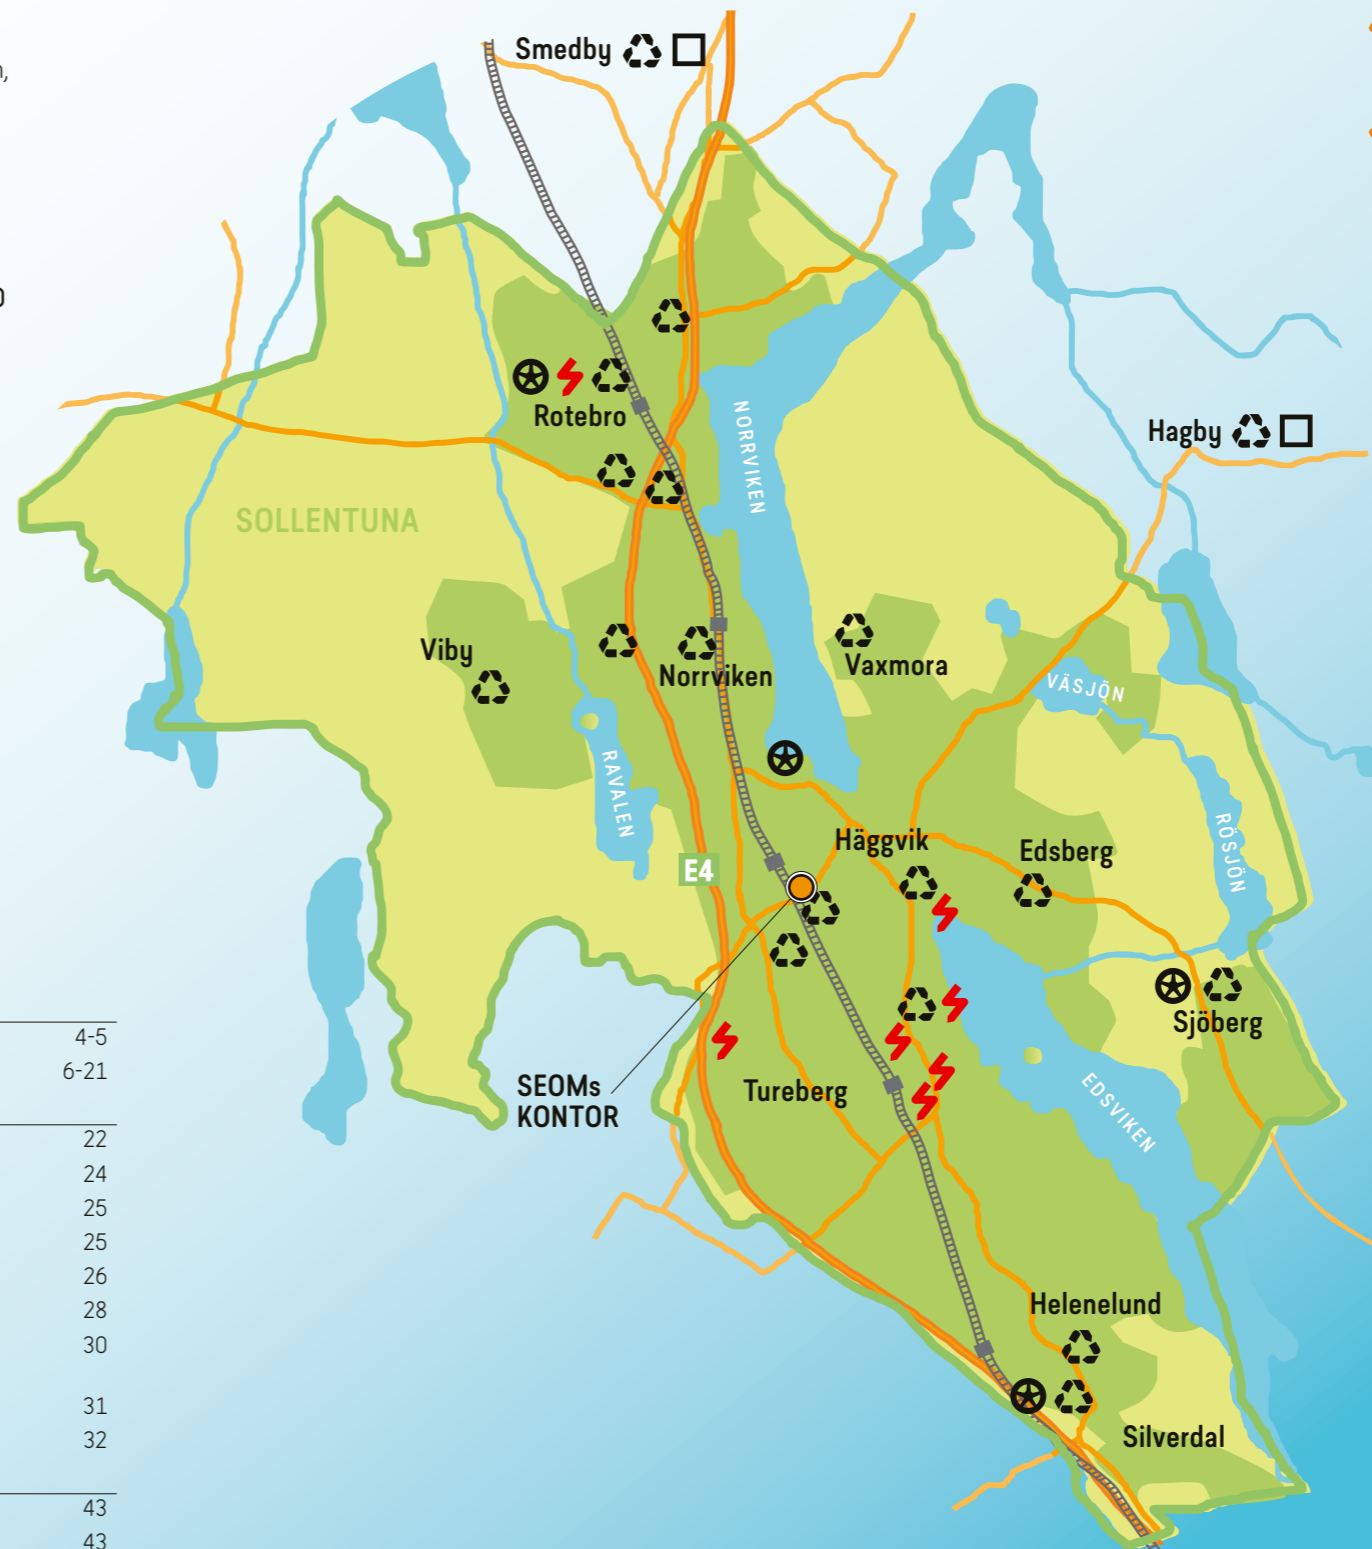 n,
0
Smedby
Hagby
Rotebro
NORRVIKEN
SOLLENTUNA
Viby
Norrviken
Vaxmora
VÄSJÖN
RAVALEN
RÖSJÖN
Häggvik
Edsberg
E4
Sjöberg
SEOMs
KONTOR
Tureberg
EDSVIKEN
Helenelund
Silverdal
4-5
6-21
22
24
25
25
26
28
30
31
32
43
43